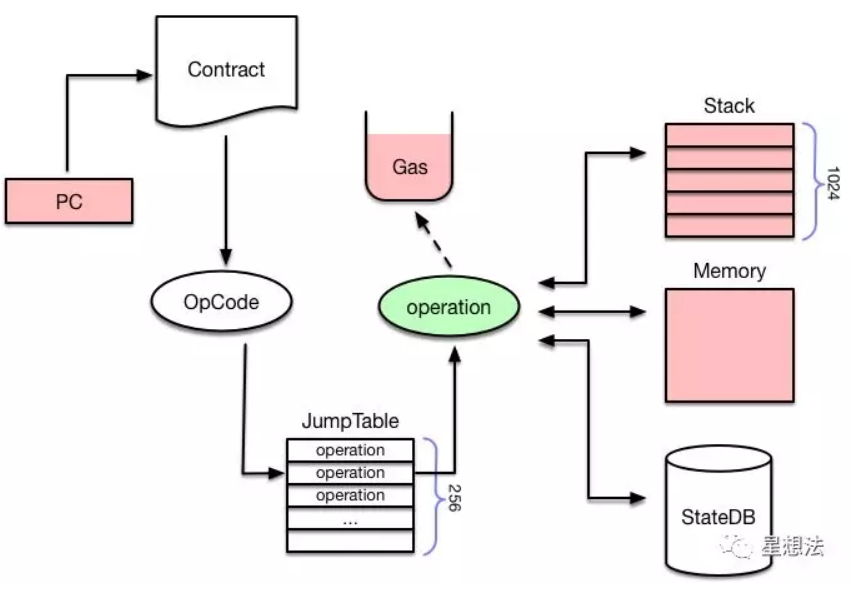 Contract
PC
Gas
Stack
1024
OpCode
operation
Memory
JumpTable
operation
operation
operation
...
256
StateDB
星想法